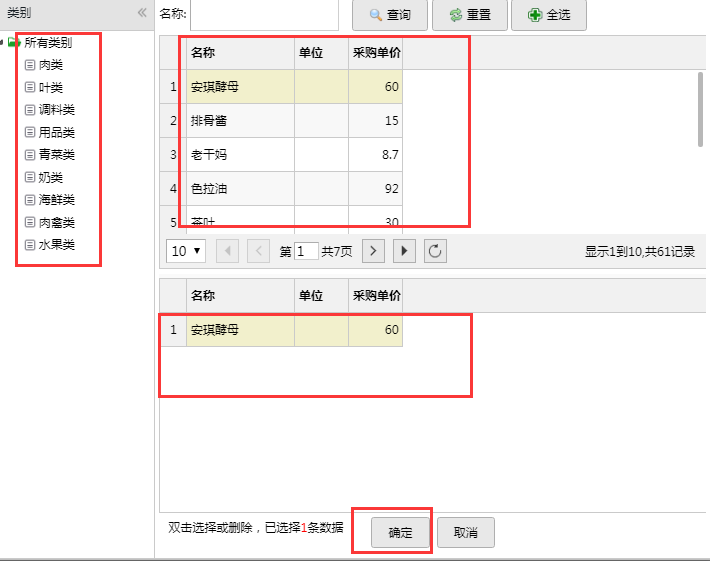 类别
所有类别
肉类
叶类
调料类
用品类
青菜类
奶类
海鲜类
肉禽类
水果类
名称: 查询 重置 全选
名称 单位 采购单价
1 安琪酵母 60
2 排骨酱 15
3 老干妈 8.7
4 色拉油 92
5 茶叶 30
10 第 1 共7页 显示1到10,共61记录
名称 单位 采购单价
1 安琪酵母 60
双击选择或删除，已选择1条数据 确定 取消